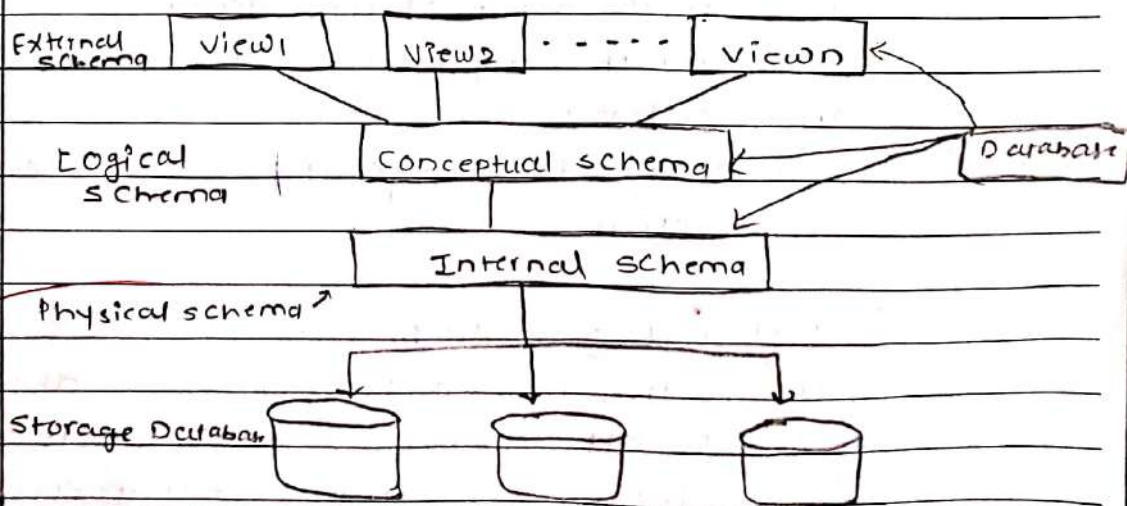 External View1 View2 ..... Viewn
schema
Logical Conceptual schema Database
schema
Internal schema
Physical schema
Storage Database